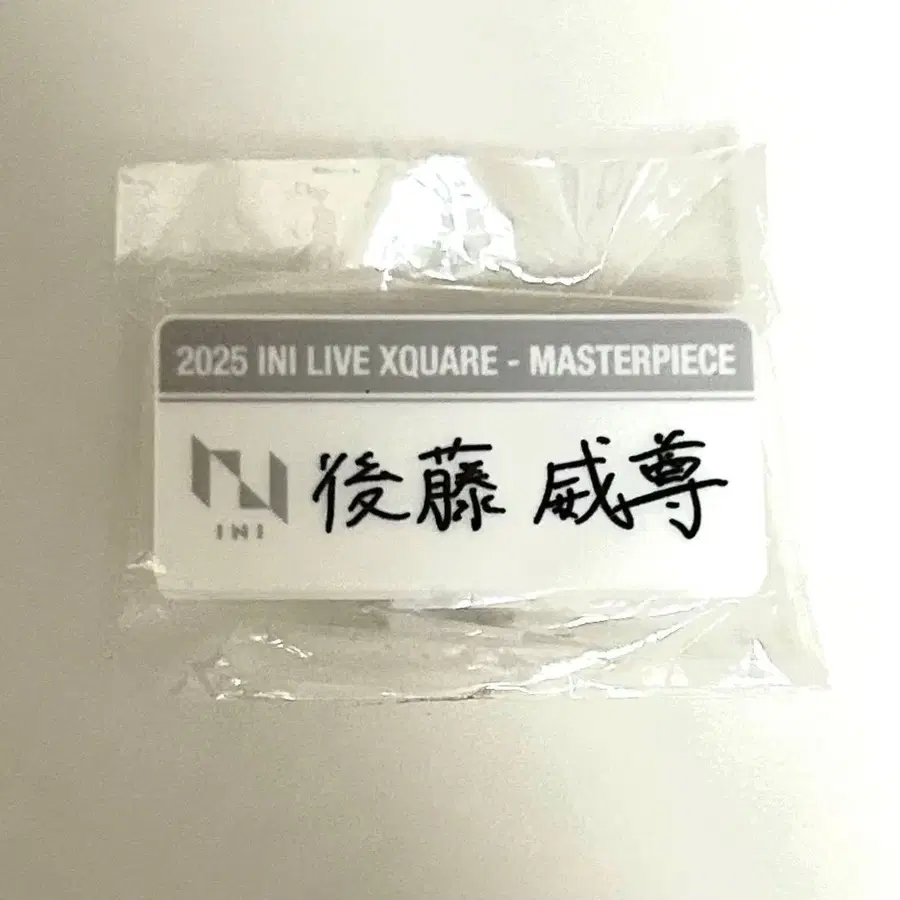 2025 INI LIVE XQUARE - MASTERPIECE
後藤 威尊
INI